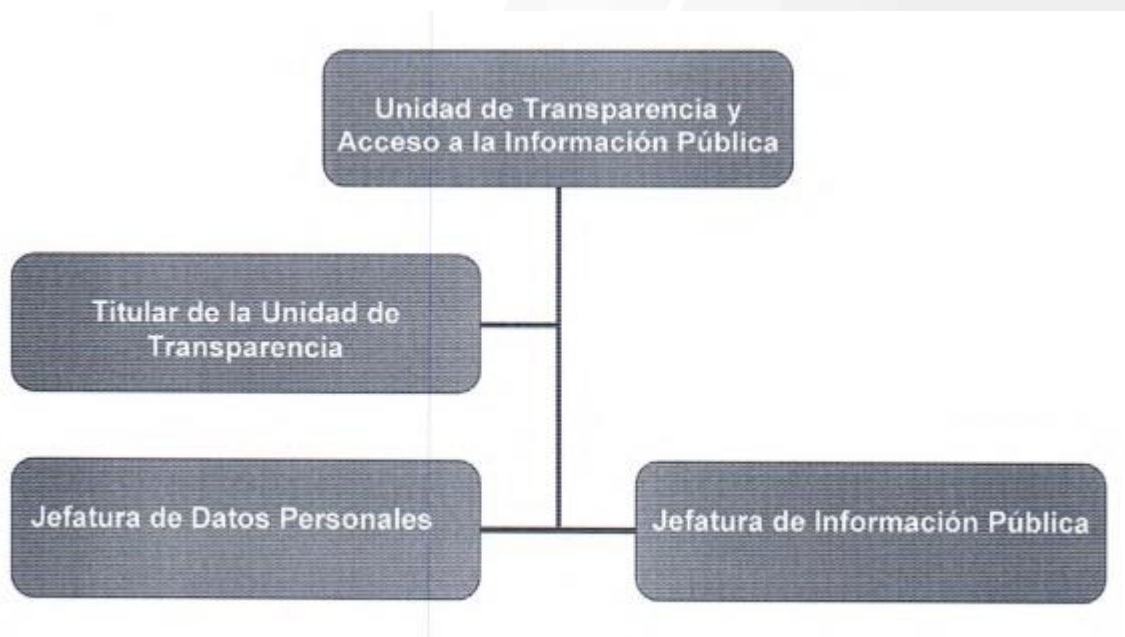 Unidad de Transparencia y
Acceso a la Información Pública
Titular de la Unidad de
Transparencia
Jefatura de Datos Personales
Jefatura de Información Pública